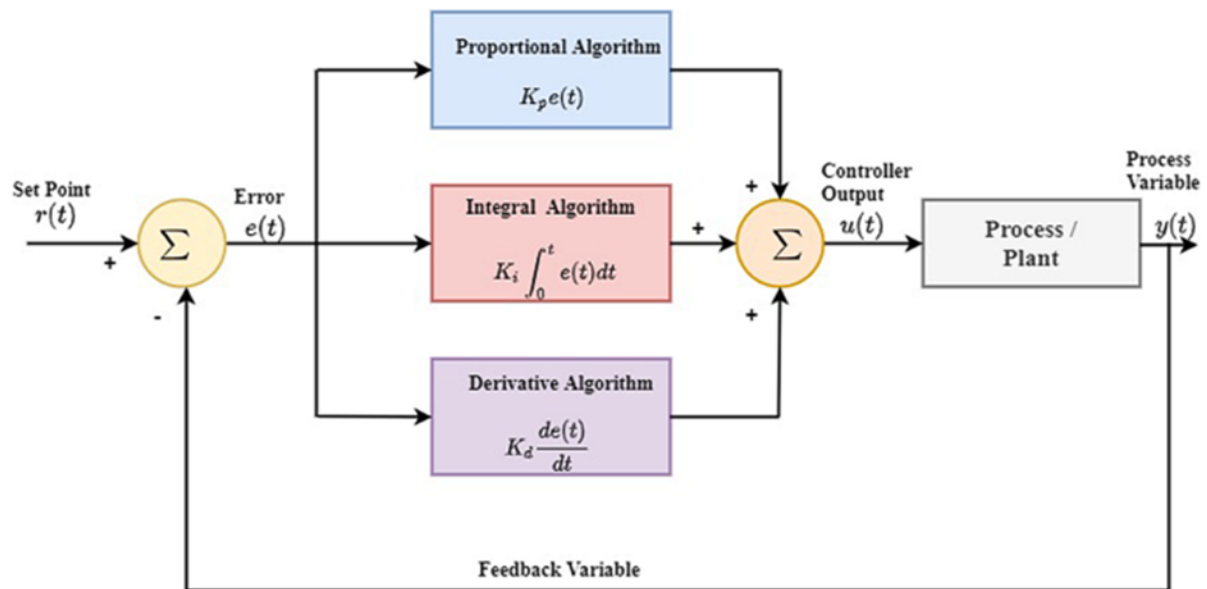 Proportional Algorithm
K_p e(t)
Set Point
r(t)
+
Σ
-
Error
e(t)
Integral Algorithm
K_i ∫_0^t e(t)dt
Derivative Algorithm
K_d de(t)/dt
+
+
+
Σ
Controller
Output
u(t)
Process /
Plant
Process
Variable
y(t)
Feedback Variable